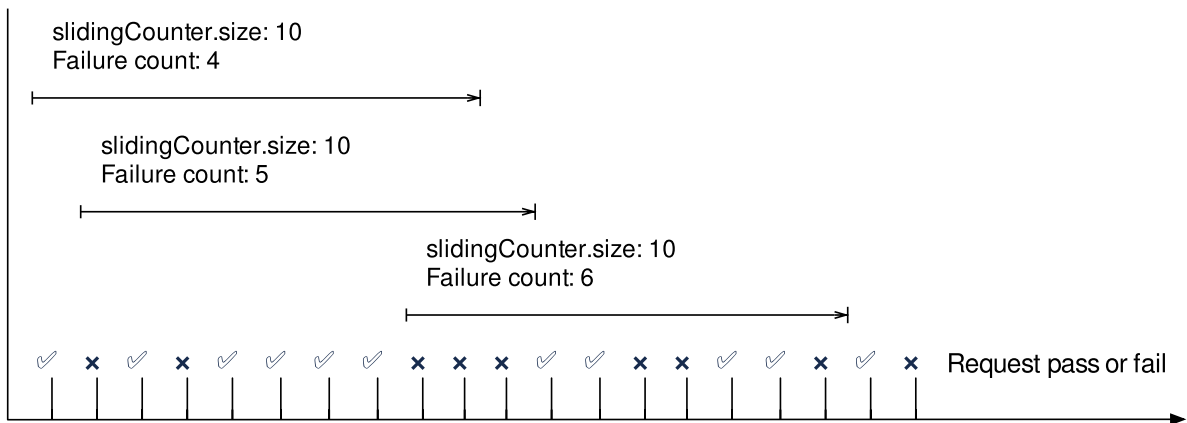 slidingCounter.size: 10
Failure count: 4
slidingCounter.size: 10
Failure count: 5
slidingCounter.size: 10
Failure count: 6
Request pass or fail